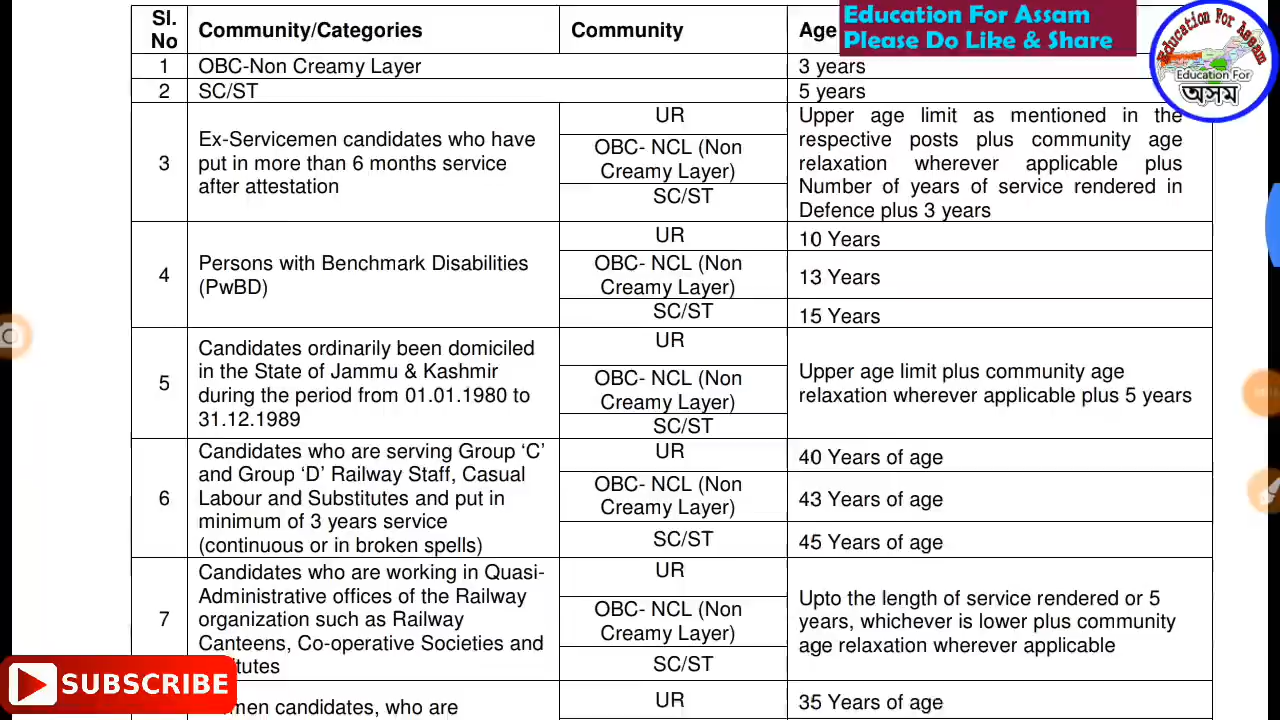 Sl. No
Community/Categories
Community
Age
Education For Assam
Please Do Like & Share
Education For Assam
Education For
অসম
1
OBC-Non Creamy Layer
3 years
2
SC/ST
5 years
3
Ex-Servicemen candidates who have
put in more than 6 months service
after attestation
UR
OBC- NCL (Non
Creamy Layer)
SC/ST
Upper age limit as mentioned in the
respective posts plus community age
relaxation wherever applicable plus
Number of years of service rendered in
Defence plus 3 years
4
Persons with Benchmark Disabilities
(PwBD)
UR
10 Years
OBC- NCL (Non
Creamy Layer)
13 Years
SC/ST
15 Years
5
Candidates ordinarily been domiciled
in the State of Jammu & Kashmir
during the period from 01.01.1980 to
31.12.1989
UR
OBC- NCL (Non
Creamy Layer)
SC/ST
Upper age limit plus community age
relaxation wherever applicable plus 5 years
6
Candidates who are serving Group ‘C’
and Group ‘D’ Railway Staff, Casual
Labour and Substitutes and put in
minimum of 3 years service
(continuous or in broken spells)
UR
40 Years of age
OBC- NCL (Non
Creamy Layer)
43 Years of age
SC/ST
45 Years of age
7
Candidates who are working in Quasi-
Administrative offices of the Railway
organization such as Railway
Canteens, Co-operative Societies and
tutes
UR
OBC- NCL (Non
Creamy Layer)
SC/ST
Upto the length of service rendered or 5
years, whichever is lower plus community
age relaxation wherever applicable
SUBSCRIBE
men candidates, who are
UR
35 Years of age